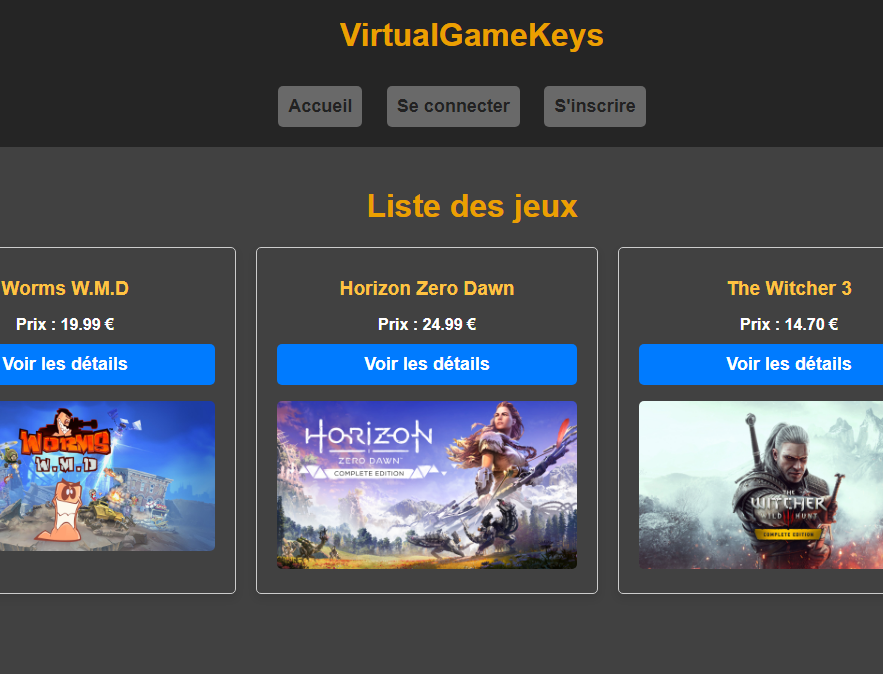 VirtualGameKeys
Accueil Se connecter S'inscrire
Liste des jeux
Worms W.M.D
Prix : 19.99 €
Voir les détails
WORMS
W.M.D
Horizon Zero Dawn
Prix : 24.99 €
Voir les détails
HORIZON
ZERO DAWN
COMPLETE EDITION
The Witcher 3
Prix : 14.70 €
Voir les détails
THE
WITCHER
WILD HUNT
COMPLETE EDITION